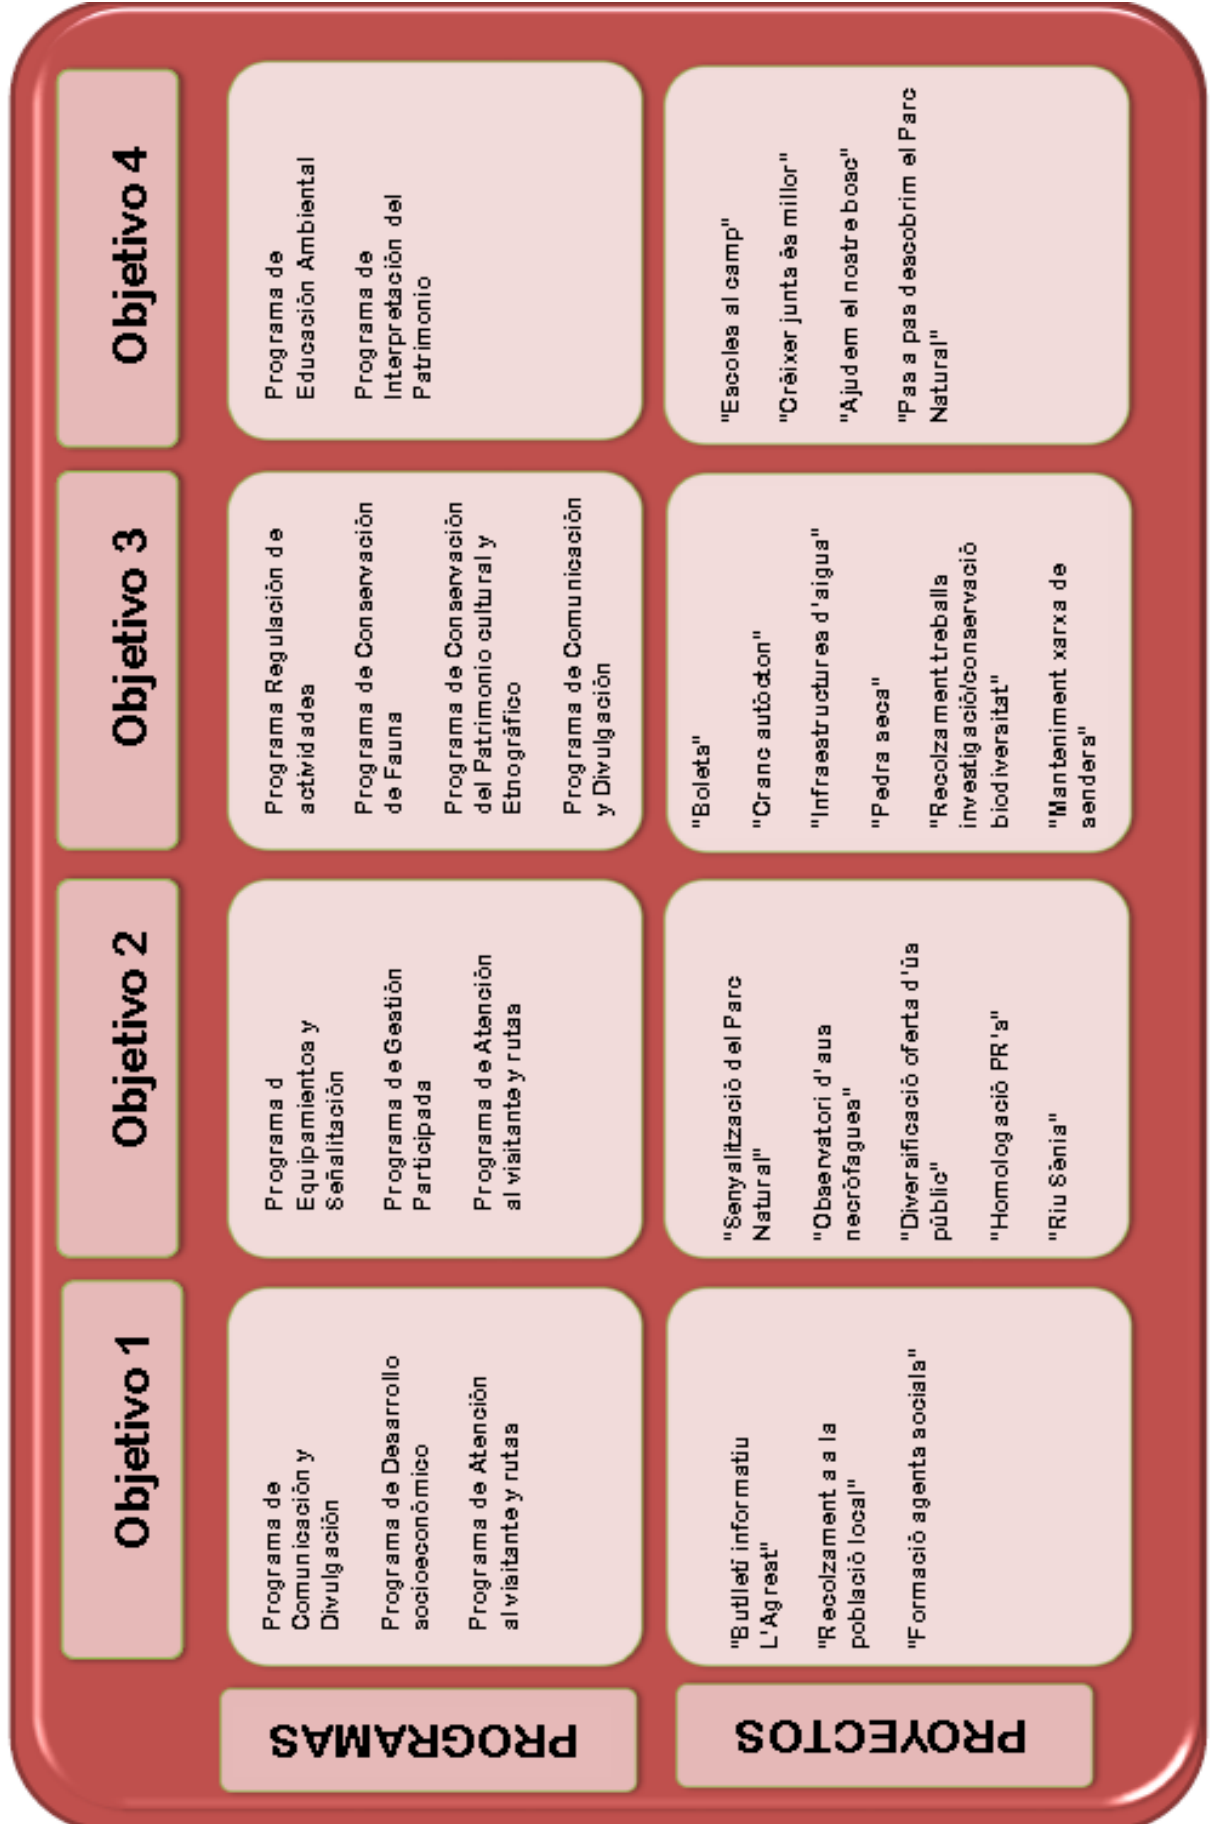 Objetivo 1
Objetivo 2
Objetivo 3
Objetivo 4
PROGRAMAS
Programa de
Comunicación y
Divulgación
Programa de Desarrollo
socioeconómico
Programa de Atención
al visitante y rutas
Programa d
Equipamientos y
Señalitación
Programa de Gestión
Participada
Programa de Atención
al visitante y rutas
Programa Regulación de
actividades
Programa de Conservación
de Fauna
Programa de Conservación
del Patrimonio cultural y
Etnográfico
Programa de Comunicación
y Divulgación
Programa de
Educación Ambiental
Programa de
Interpretación del
Patrimonio
PROYECTOS
"Butlletí informatiu
L'Agrest"
"Recolzament a a la
població local"
"Formació agents socials"
"Senyalització del Parc
Natural"
"Observatori d'aus
necròfagues"
"Diversificació oferta d'ús
públic"
"Homologació PR's"
"Riu Sènia"
"Bolets"
"Cranc autòcton"
"Infraestructures d'aigua"
"Pedra seca"
"Recolzament treballs
investigació/conservació
biodiversitat"
"Manteniment xarxa de
senders"
"Escoles al camp"
"Créixer junts és millor"
"Ajudem el nostre bosc"
"Pas a pas descobrim el Parc
Natural"